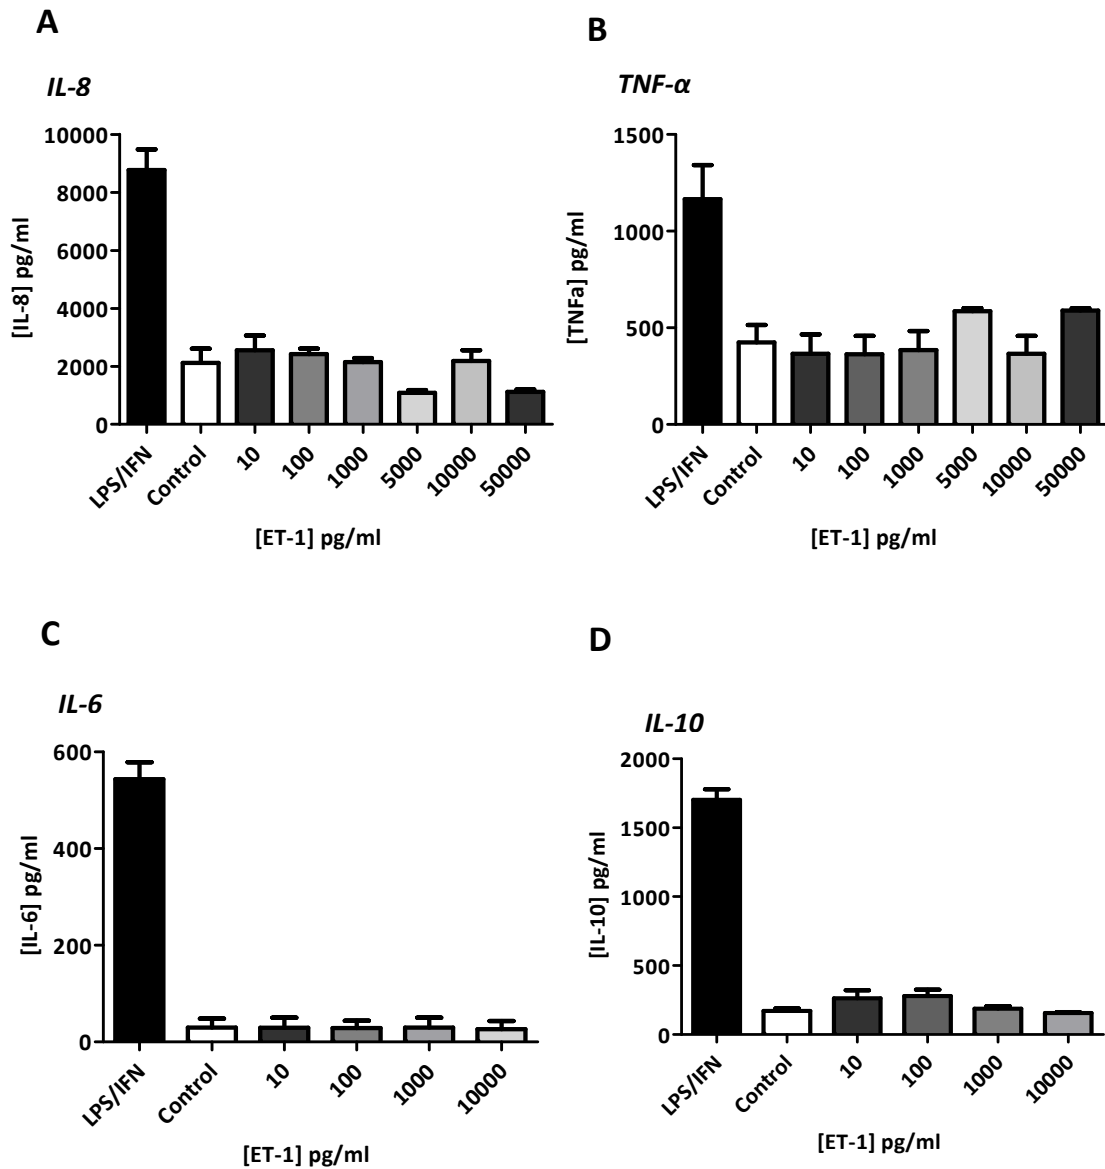 A
IL-8
10000
8000
6000
4000
2000
0
[IL-8] pg/ml
LPS/IFN
Control
10
100
1000
5000
10000
50000
[ET-1] pg/ml
B
TNF-α
1500
1000
500
0
[TNFa] pg/ml
LPS/IFN
Control
10
100
1000
5000
10000
50000
[ET-1] pg/ml
C
IL-6
600
400
200
0
[IL-6] pg/ml
LPS/IFN
Control
10
100
1000
10000
[ET-1] pg/ml
D
IL-10
2000
1500
1000
500
0
[IL-10] pg/ml
LPS/IFN
Control
10
100
1000
10000
[ET-1] pg/ml